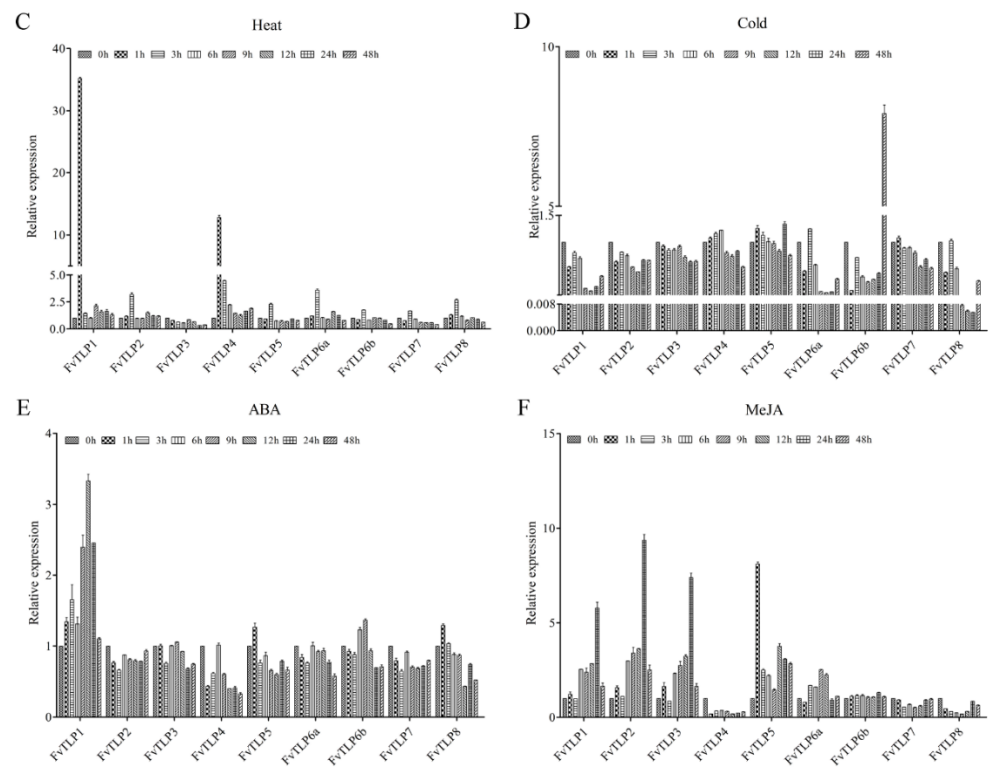 C
Heat
0h 1h 3h 6h 9h 12h 24h 48h
Relative expression
40
30
20
10
5.0
2.5
0.0
FvTLP1 FvTLP2 FvTLP3 FvTLP4 FvTLP5 FvTLP6a FvTLP6b FvTLP7 FvTLP8
D
Cold
0h 1h 3h 6h 9h 12h 24h 48h
Relative expression
10
5
1.5
0.008
0.000
FvTLP1 FvTLP2 FvTLP3 FvTLP4 FvTLP5 FvTLP6a FvTLP6b FvTLP7 FvTLP8
E
ABA
0h 1h 3h 6h 9h 12h 24h 48h
Relative expression
4
3
2
1
0
FvTLP1 FvTLP2 FvTLP3 FvTLP4 FvTLP5 FvTLP6a FvTLP6b FvTLP7 FvTLP8
F
MeJA
0h 1h 3h 6h 9h 12h 24h 48h
Relative expression
15
10
5
0
FvTLP1 FvTLP2 FvTLP3 FvTLP4 FvTLP5 FvTLP6a FvTLP6b FvTLP7 FvTLP8